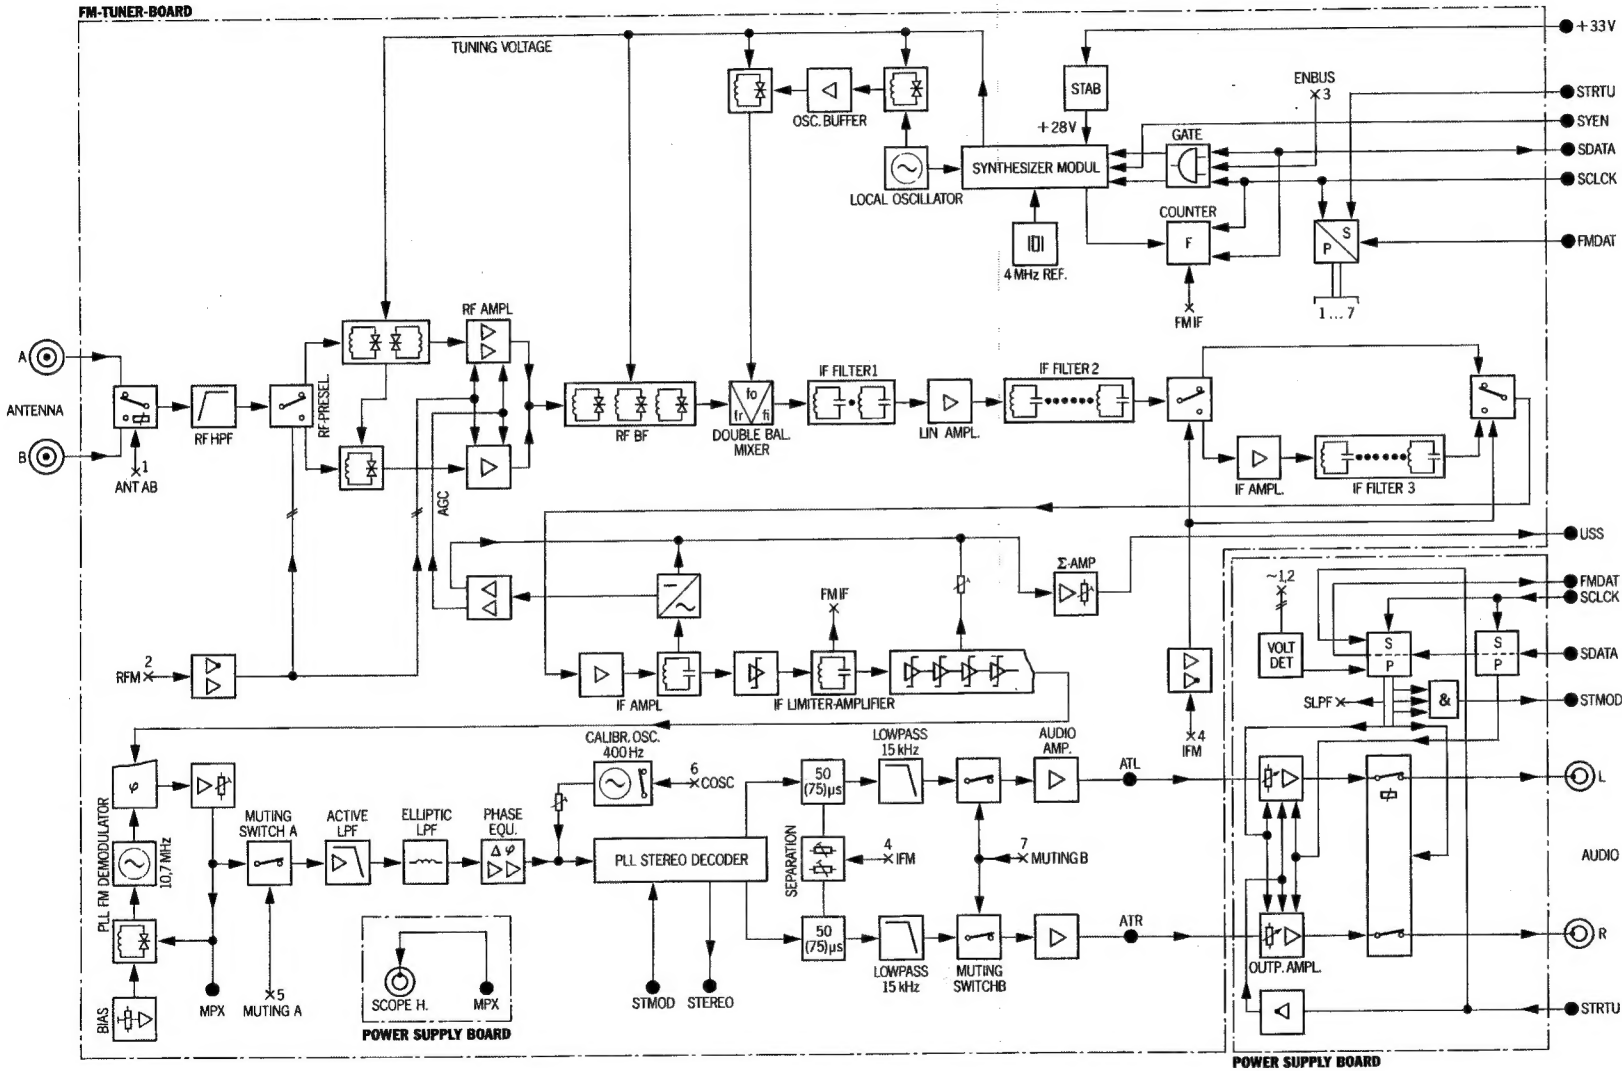 FM-TUNER-BOARD
+33V
TUNING VOLTAGE
ENBUS
3
STRTU
STAB
OSC. BUFFER
+28V
GATE
SYEN
SDATA
SYNTHESIZER MODUL
SCLCK
LOCAL OSCILLATOR
COUNTER
F
S
P
FMDAT
4 MHz REF.
FM IF
1 ... 7
RF AMPL
A
ANTENNA
B
RF HPF
RF-PRESEL.
1
ANT AB
AGC
RF BF
fo
fr
fi
DOUBLE BAL.
MIXER
IF FILTER1
LIN AMPL.
IF FILTER 2
IF AMPL.
IF FILTER 3
USS
Σ-AMP
~1,2
FMDAT
SCLCK
VOLT
DET
S
P
S
P
SDATA
SLPF
&
STMOD
2
RFM
FM IF
IF AMPL
IF LIMITER-AMPLIFIER
4
IFM
CALIBR. OSC.
400 Hz
6
COSC
LOWPASS
15 kHz
AUDIO
AMP.
50
(75)µs
ATL
L
φ
PLL FM DEMODULATOR
10,7 MHz
MUTING
SWITCH A
ACTIVE
LPF
ELLIPTIC
LPF
PHASE
EQU.
Δ φ
PLL STEREO DECODER
SEPARATION
4
IFM
7
MUTING B
AUDIO
50
(75)µs
ATR
R
LOWPASS
15 kHz
MUTING
SWITCHB
OUTP. AMPL.
BIAS
MPX
5
MUTING A
SCOPE H.
MPX
POWER SUPPLY BOARD
STMOD
STEREO
STRTU
POWER SUPPLY BOARD